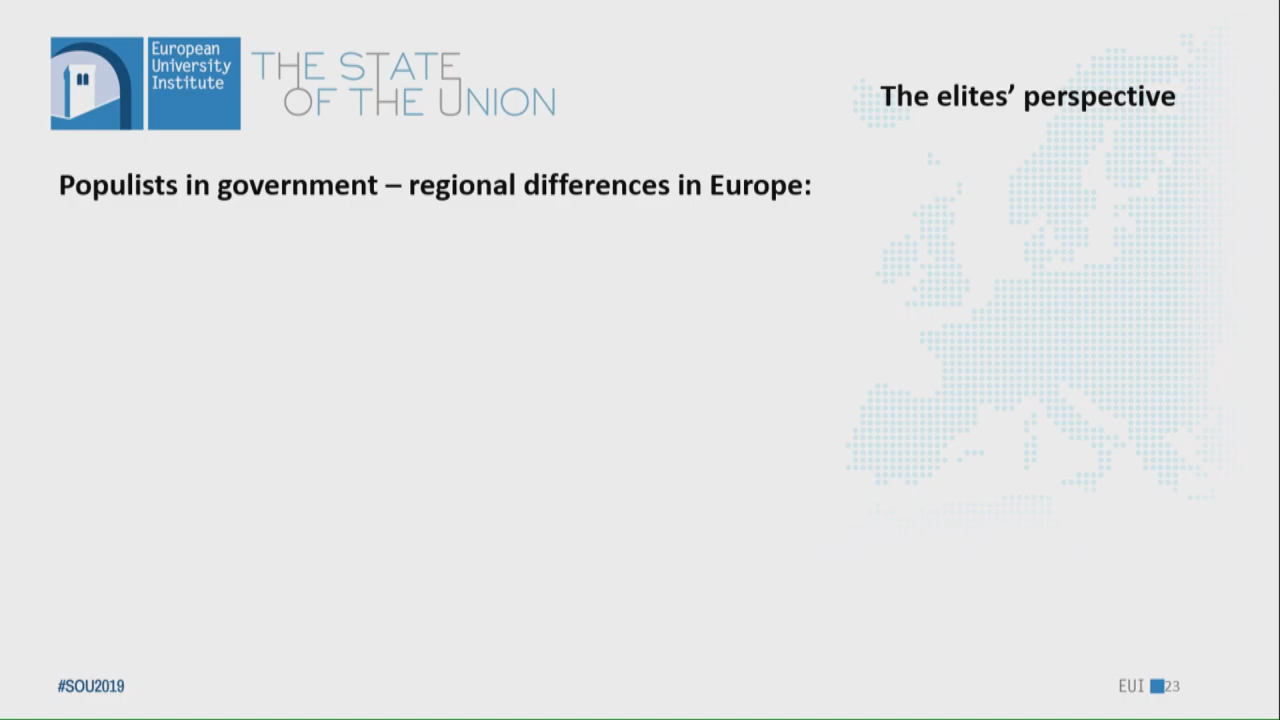 European
University
Institute
THE STATE
OF THE UNION
The elites’ perspective
Populists in government – regional differences in Europe:
#SOU2019
EUI 23